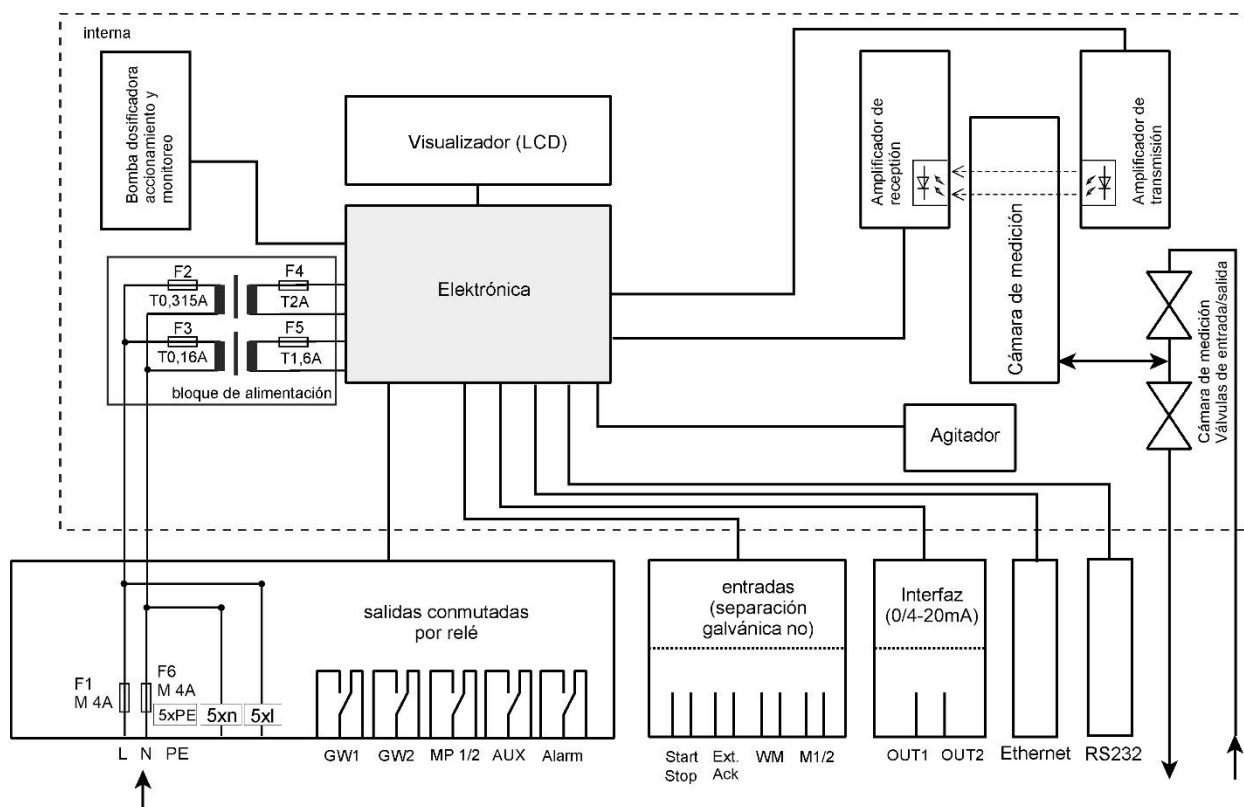 interna
Bomba dosificadora
accionamiento y
monitoreo
Visualizador (LCD)
Amplificador de
receptión
Amplificador de
transmisión
Cámara de medición
Cámara de medición
Válvulas de entrada/salida
F2
T0,315A
F4
T2A
F3
T0,16A
F5
T1,6A
bloque de alimentación
Elektrónica
Agitador
salidas conmutadas
por relé
entradas
(separación
galvánica no)
Interfaz
(0/4-20mA)
F1
M 4A
F6
M 4A
5xPE
5xn
5xl
L N PE
GW1 GW2 MP 1/2 AUX Alarm
Start
Stop
Ext.
Ack
WM
M1/2
OUT1
OUT2
Ethernet
RS232